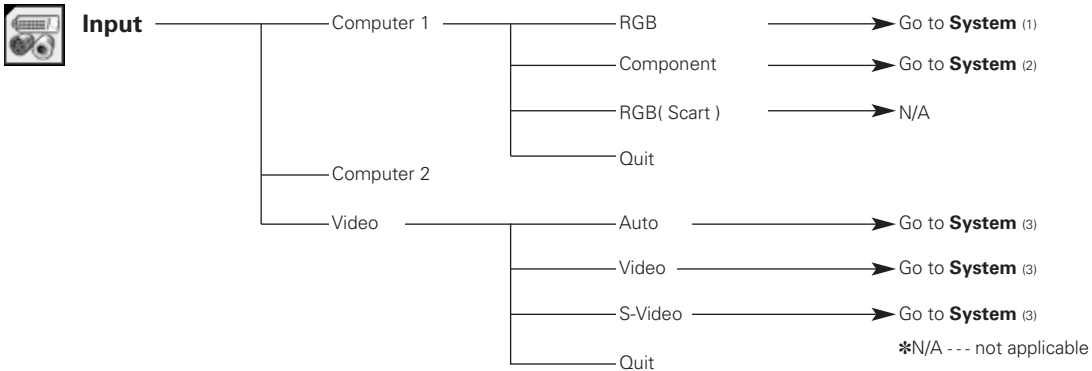 Input Computer 1 RGB Go to System (1)
Component Go to System (2)
RGB( Scart ) N/A
Quit
Computer 2
Video Auto Go to System (3)
Video Go to System (3)
S-Video Go to System (3)
✽N/A - - - not applicable
Quit